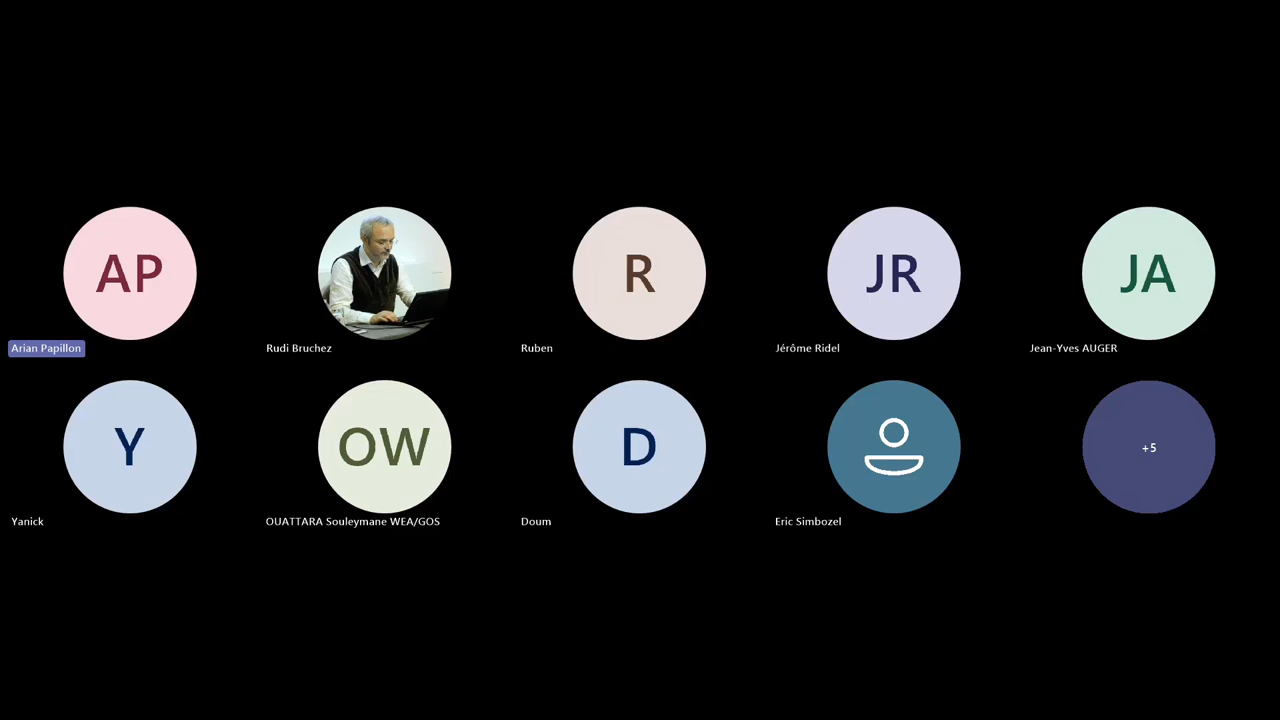 AP
R
JR
JA
Arian Papillon
Rudi Bruchez
Ruben
Jérôme Ridel
Jean-Yves AUGER
Y
OW
D
+5
Yanick
OUATTARA Souleymane WEA/GOS
Doum
Eric Simbozel